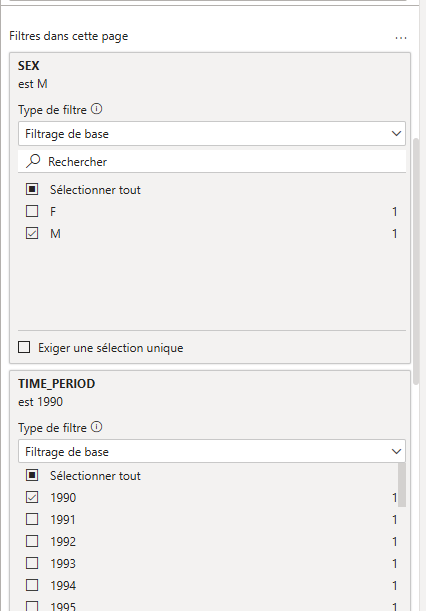 Filtres dans cette page
...
SEX
est M
Type de filtre
Filtrage de base
Rechercher
Sélectionner tout
F 1
M 1
Exiger une sélection unique
TIME_PERIOD
est 1990
Type de filtre
Filtrage de base
Sélectionner tout
1990 1
1991 1
1992 1
1993 1
1994 1
1995 1